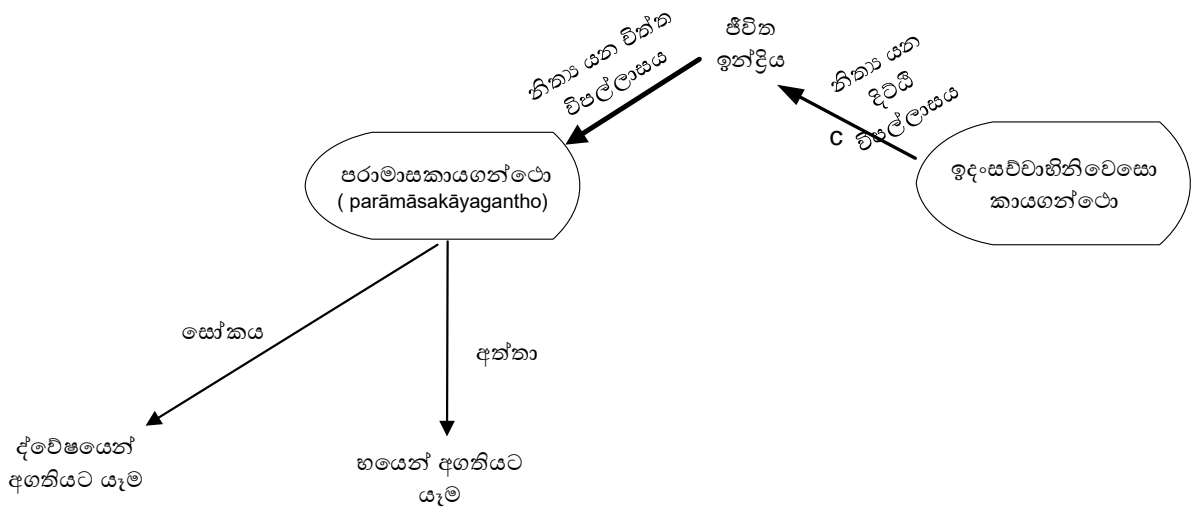 ජීවිත
ඉන්ද්‍රිය
නිත්‍ය යන චිත්ත
විපල්ලාසය
නිත්‍ය යන
දිට්ඨි
විපල්ලාසය
c
පරාමාසකායගන්ථො
( parāmāsakāyagantho)
ඉදංසච්චාභිනිවෙසො
කායගන්ථො
සෝකය
අත්තා
ද්වේෂයෙන්
අගතියට යෑම
භයෙන් අගතියට
යෑම